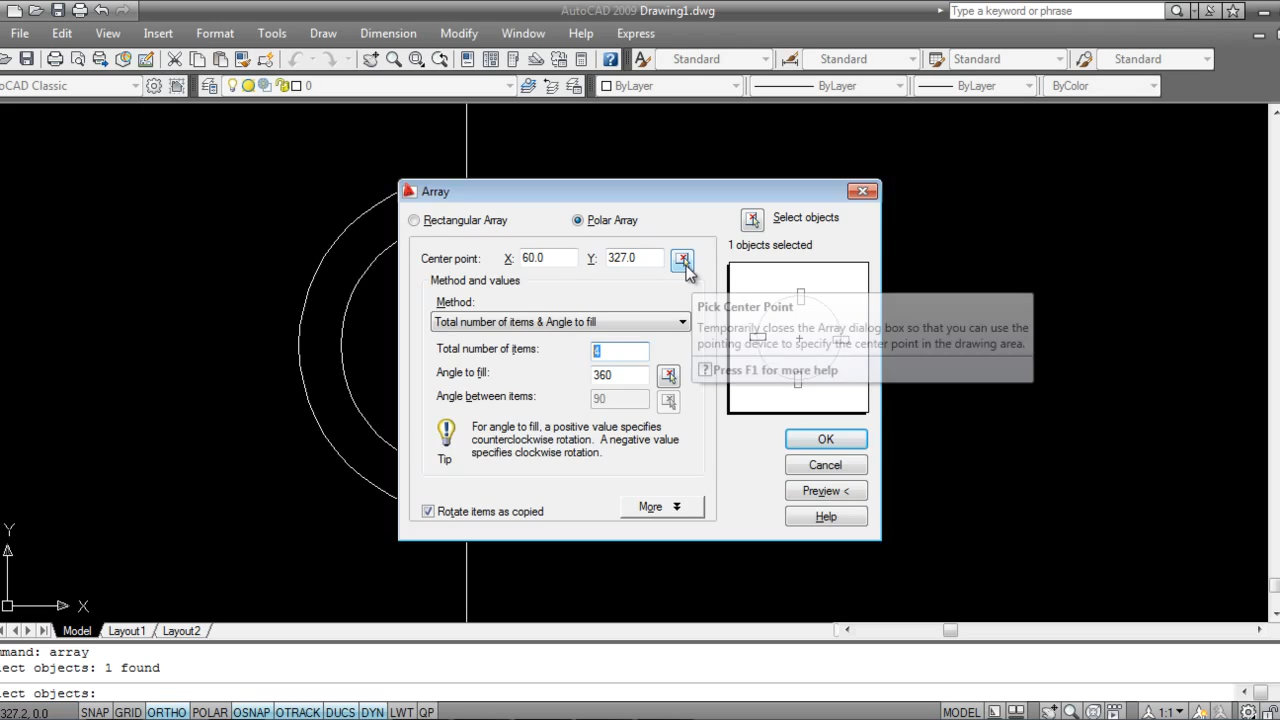 AutoCAD 2009 Drawing1.dwg
Type a keyword or phrase
File Edit View Insert Format Tools Draw Dimension Modify Window Help Express
Standard Standard Standard Standard
oCAD Classic 0 ByLayer ByLayer ByLayer ByColor
Array
Rectangular Array Polar Array Select objects
1 objects selected
Center point: X: 60.0 Y: 327.0
Method and values
Method:
Total number of items & Angle to fill
Total number of items: 4
Angle to fill: 360
Angle between items: 90
Tip
For angle to fill, a positive value specifies
counterclockwise rotation. A negative value
specifies clockwise rotation.
Rotate items as copied
More
Pick Center Point
Temporarily closes the Array dialog box so that you can use the
pointing device to specify the center point in the drawing area.
Press F1 for more help
OK
Cancel
Preview <
Help
Y
X
Model Layout1 Layout2
mmand: array
lect objects: 1 found
lect objects:
327.2, 0.0 SNAP GRID ORTHO POLAR OSNAP OTRACK DUCS DYN LWT QP MODEL 1:1